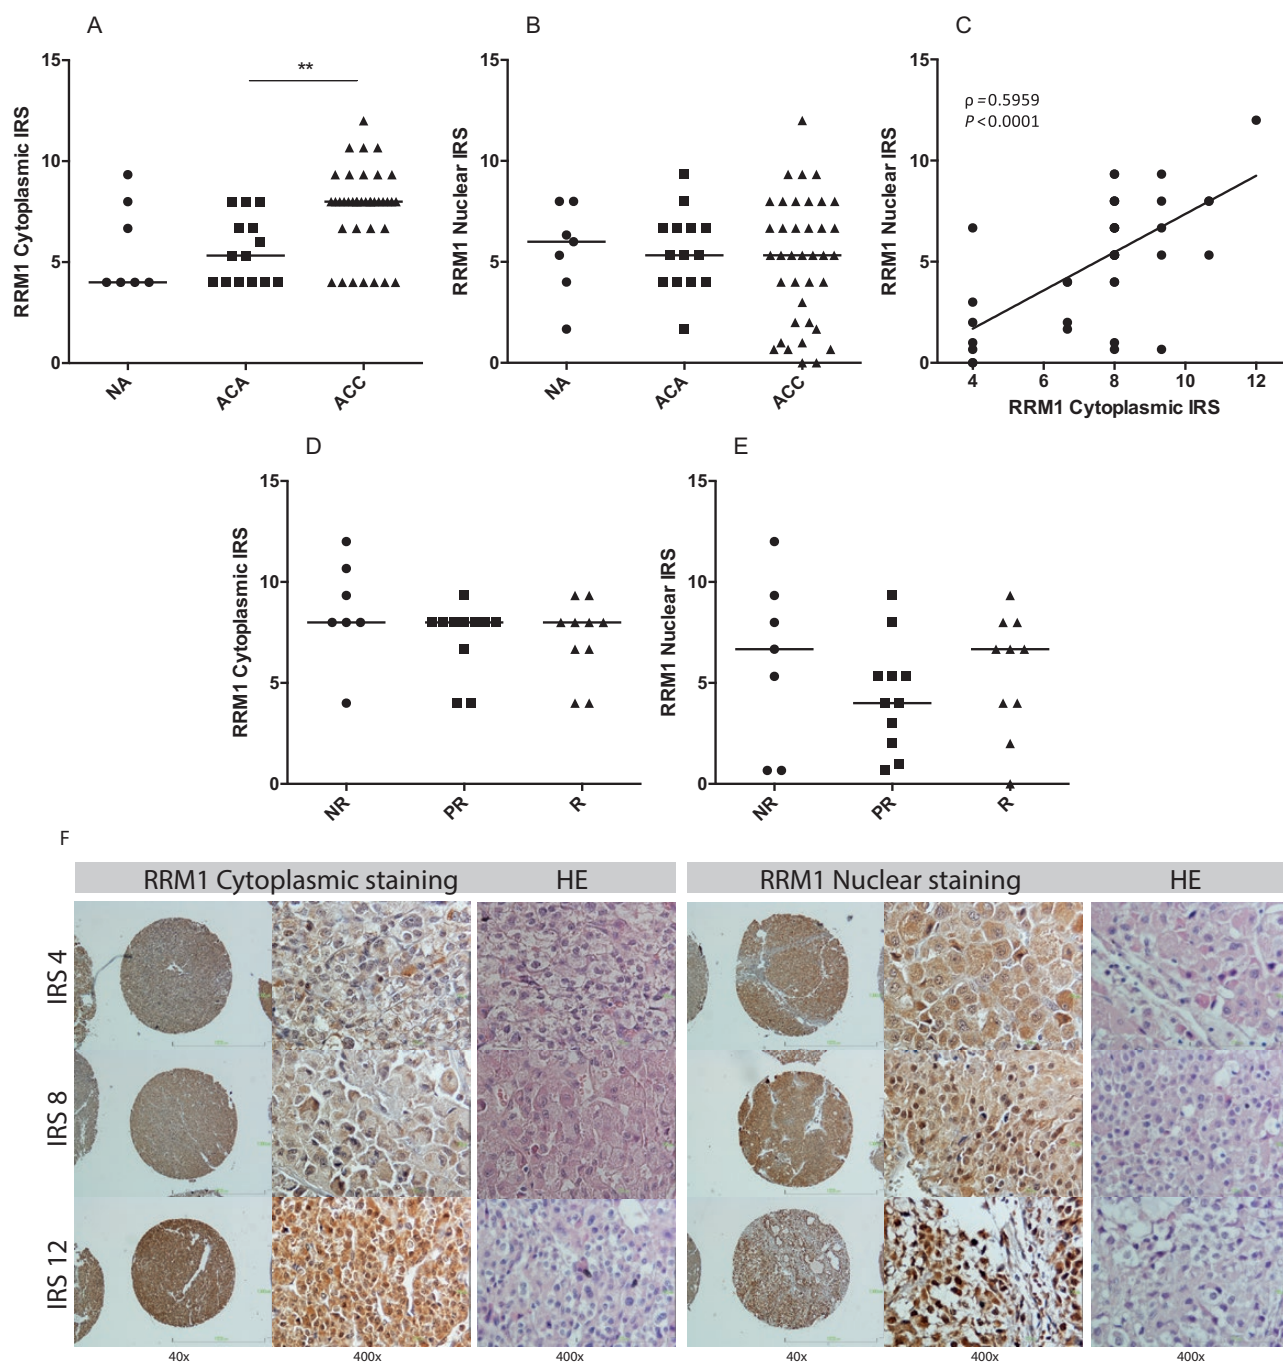 A
B
C
15
10
5
0
RRM1 Cytoplasmic IRS
**
NA
ACA
ACC
15
10
5
0
RRM1 Nuclear IRS
NA
ACA
ACC
15
10
5
0
RRM1 Nuclear IRS
ρ=0.5959
P<0.0001
4
6
8
10
12
RRM1 Cytoplasmic IRS
D
E
15
10
5
0
RRM1 Cytoplasmic IRS
NR
PR
R
15
10
5
0
RRM1 Nuclear IRS
NR
PR
R
F
RRM1 Cytoplasmic staining
HE
RRM1 Nuclear staining
HE
IRS 4
IRS 8
IRS 12
40x
400x
400x
40x
400x
400x